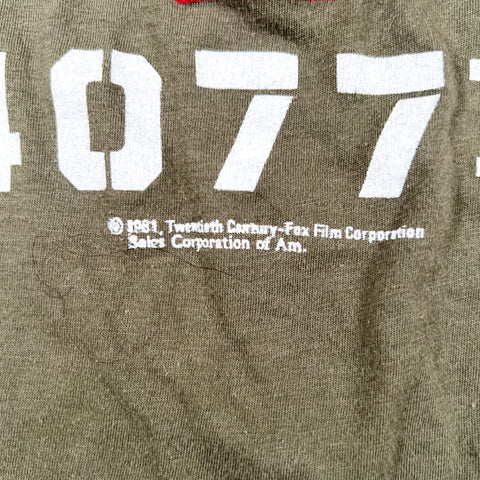 4077
© 1981, Twentieth Century-Fox Film Corporation
Sales Corporation of Am.